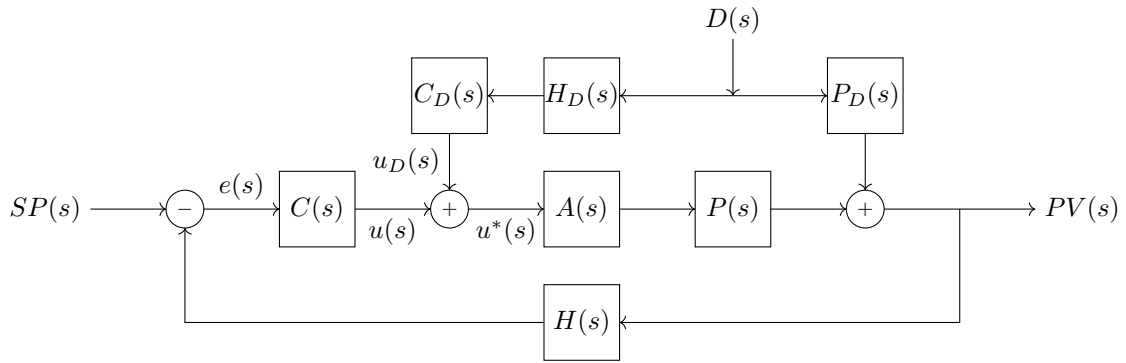 D(s)
C_D(s)
H_D(s)
P_D(s)
u_D(s)
SP(s)
-
e(s)
C(s)
u(s)
+
u*(s)
A(s)
P(s)
+
PV(s)
H(s)